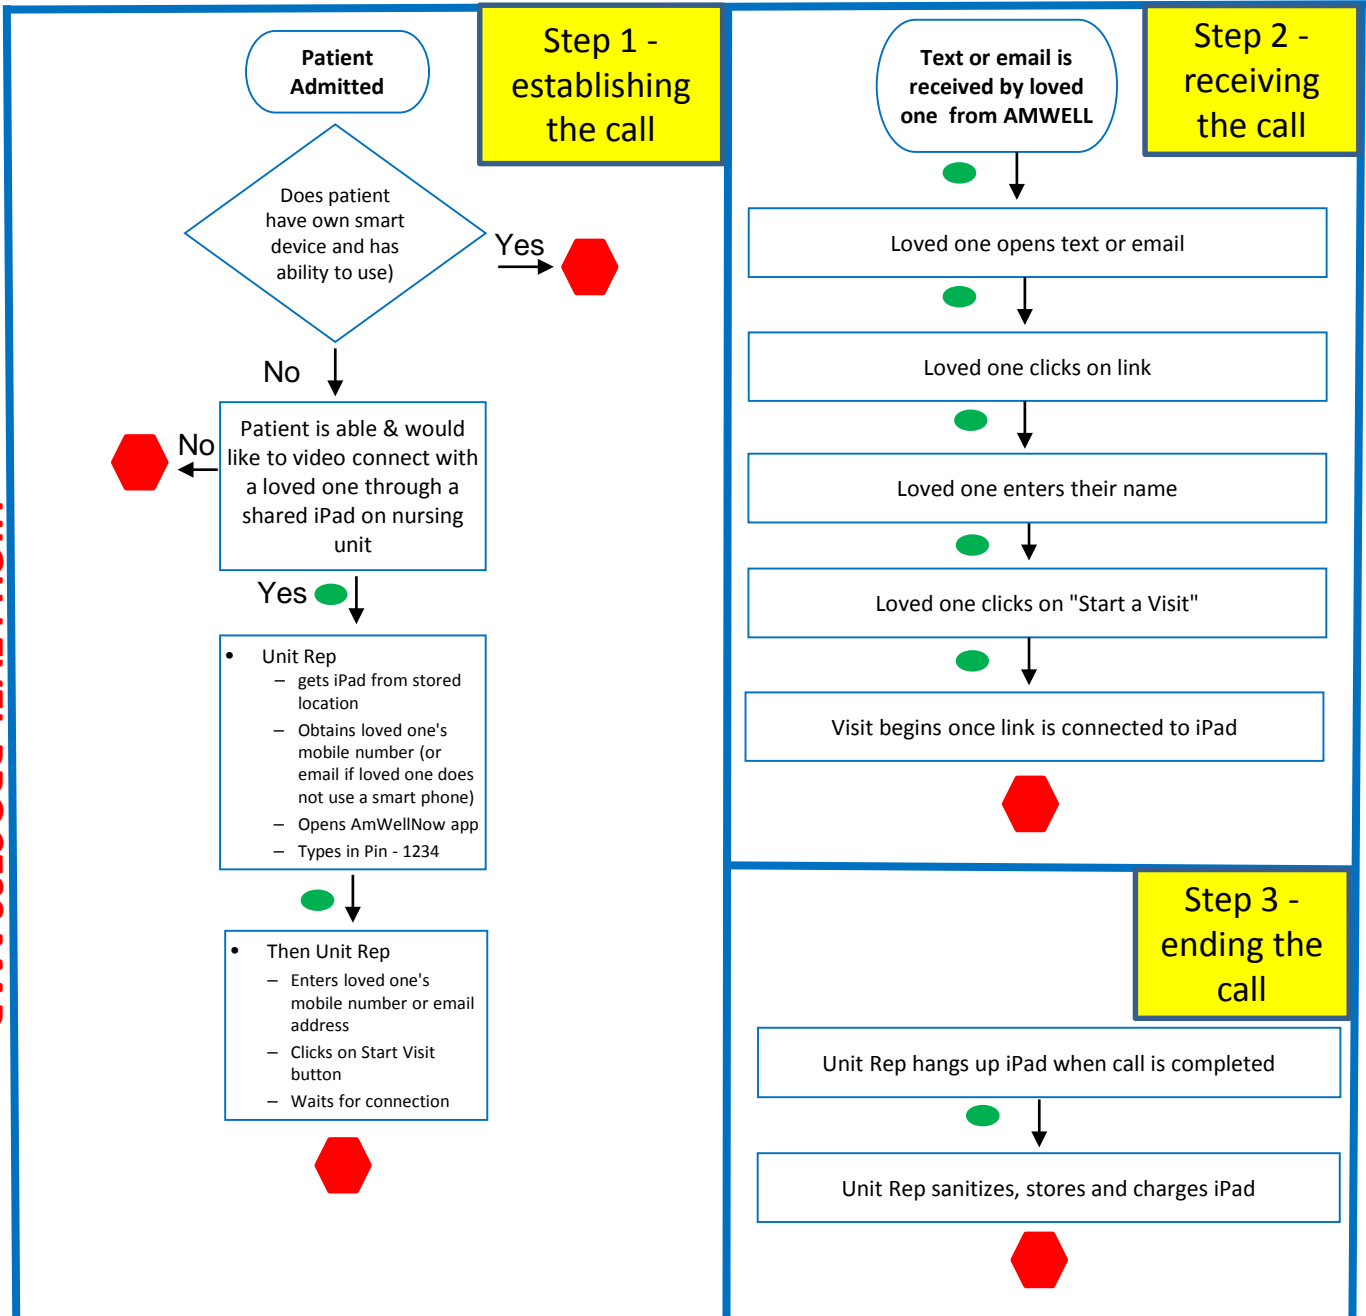 Step 1 -
establishing
the call
Patient
Admitted
Does patient
have own smart
device and has
ability to use)
Yes
No
Patient is able & would
like to video connect with
a loved one through a
shared iPad on nursing
unit
No
Yes
• Unit Rep
– gets iPad from stored
location
– Obtains loved one's
mobile number (or
email if loved one does
not use a smart phone)
– Opens AmWellNow app
– Types in Pin - 1234
• Then Unit Rep
– Enters loved one's
mobile number or email
address
– Clicks on Start Visit
button
– Waits for connection
Step 2 -
receiving
the call
Text or email is
received by loved
one from AMWELL
Loved one opens text or email
Loved one clicks on link
Loved one enters their name
Loved one clicks on "Start a Visit"
Visit begins once link is connected to iPad
Step 3 -
ending the
call
Unit Rep hangs up iPad when call is completed
Unit Rep sanitizes, stores and charges iPad